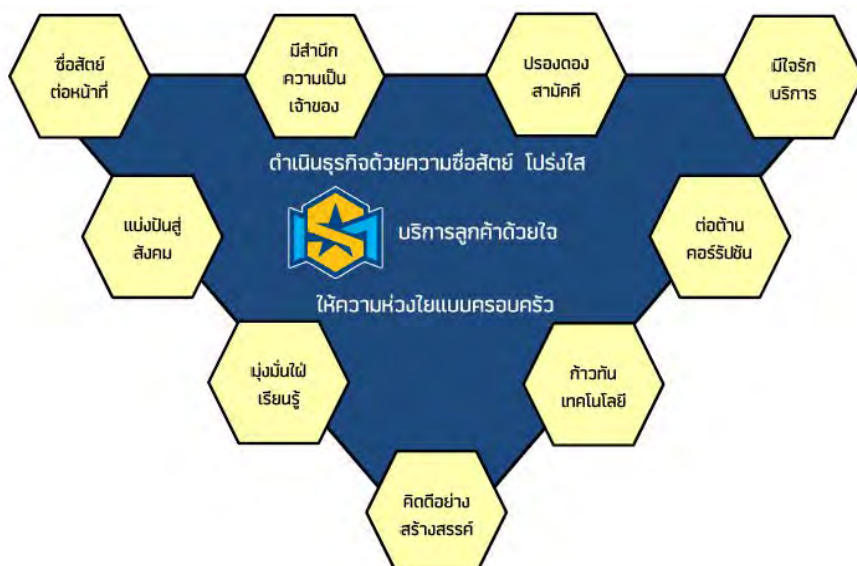 ซื่อสัตย์
ต่อหน้าที่
มีสำนึก
ความเป็น
เจ้าของ
ปรองดอง
สามัคคี
มีใจรัก
บริการ
ดำเนินธุรกิจด้วยความซื่อสัตย์ โปร่งใส
แบ่งปันสู่
สังคม
บริการลูกค้าด้วยใจ
ต่อต้าน
คอร์รัปชัน
ให้ความห่วงใยแบบครอบครัว
มุ่งมั่นใฝ่
เรียนรู้
ก้าวทัน
เทคโนโลยี
คิดดีอย่าง
สร้างสรรค์